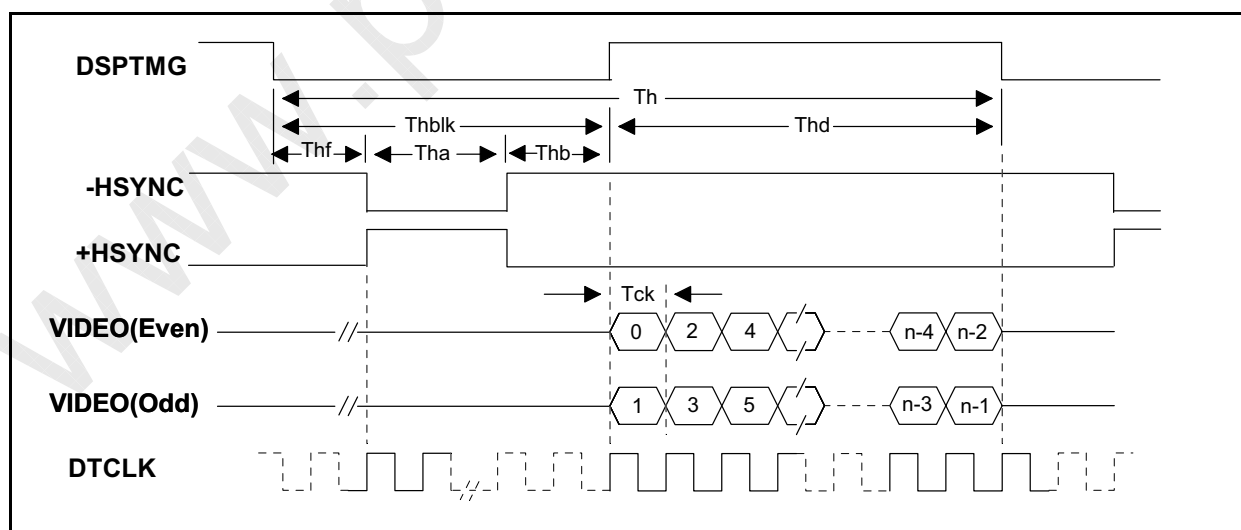 www.p
DSPTMG
Th
Thblk
Thd
Thf
Tha
Thb
-HSYNC
+HSYNC
Tck
VIDEO(Even)
0 2 4 n-4 n-2
VIDEO(Odd)
1 3 5 n-3 n-1
DTCLK